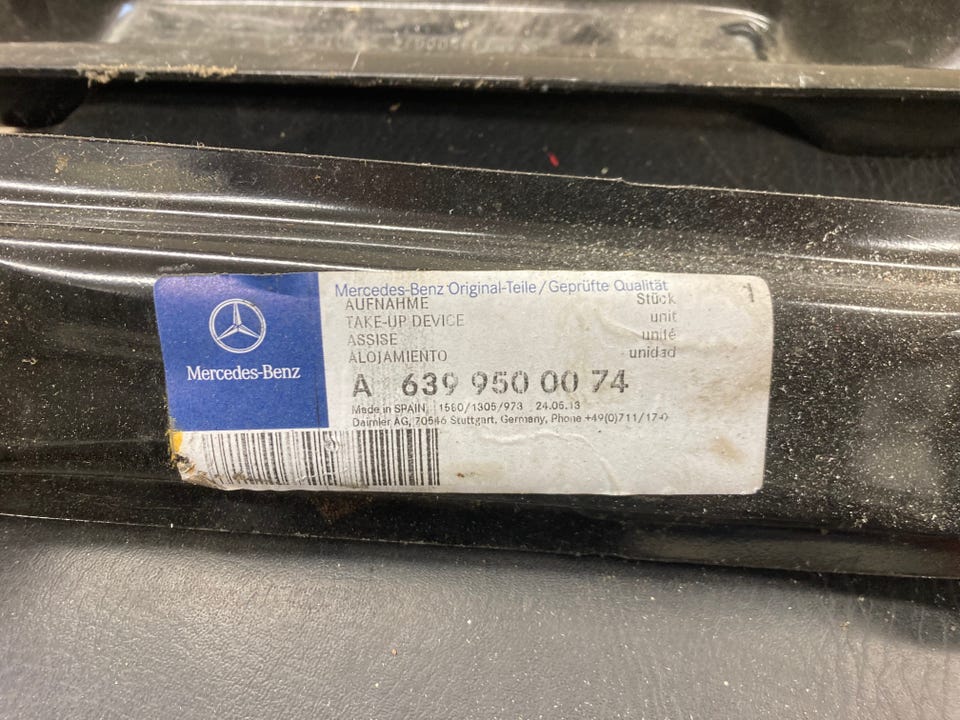 Mercedes-Benz
Mercedes-Benz Original-Teile/Geprüfte Qualität
AUFNAHME Stück 1
TAKE-UP DEVICE unit
ASSISE unité
ALOJAMIENTO unidad
A 639 950 00 74
Made in SPAIN, 1560/1305/973 24.05.13
Daimler AG, 70546 Stuttgart, Germany, Phone +49(0)711/17-0